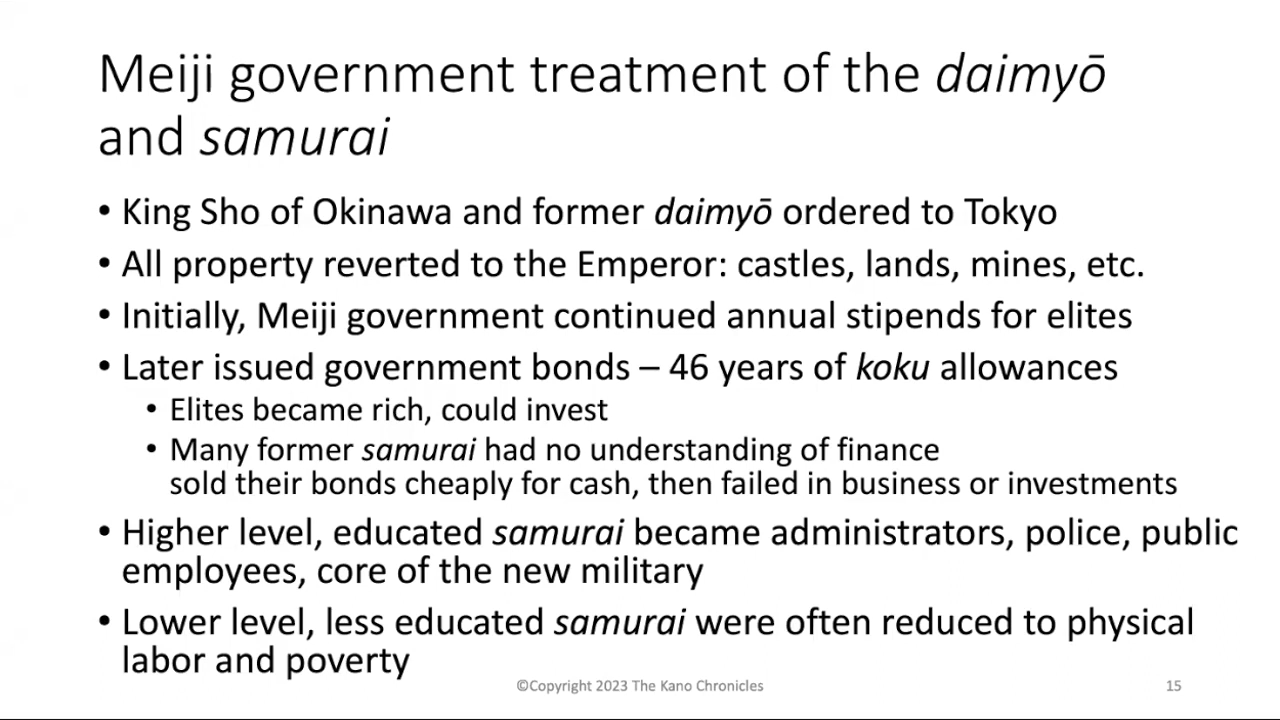 Meiji government treatment of the daimyō
and samurai
• King Sho of Okinawa and former daimyō ordered to Tokyo
• All property reverted to the Emperor: castles, lands, mines, etc.
• Initially, Meiji government continued annual stipends for elites
• Later issued government bonds – 46 years of koku allowances
• Elites became rich, could invest
• Many former samurai had no understanding of finance
sold their bonds cheaply for cash, then failed in business or investments
• Higher level, educated samurai became administrators, police, public
employees, core of the new military
• Lower level, less educated samurai were often reduced to physical
labor and poverty
©Copyright 2023 The Kano Chronicles
15